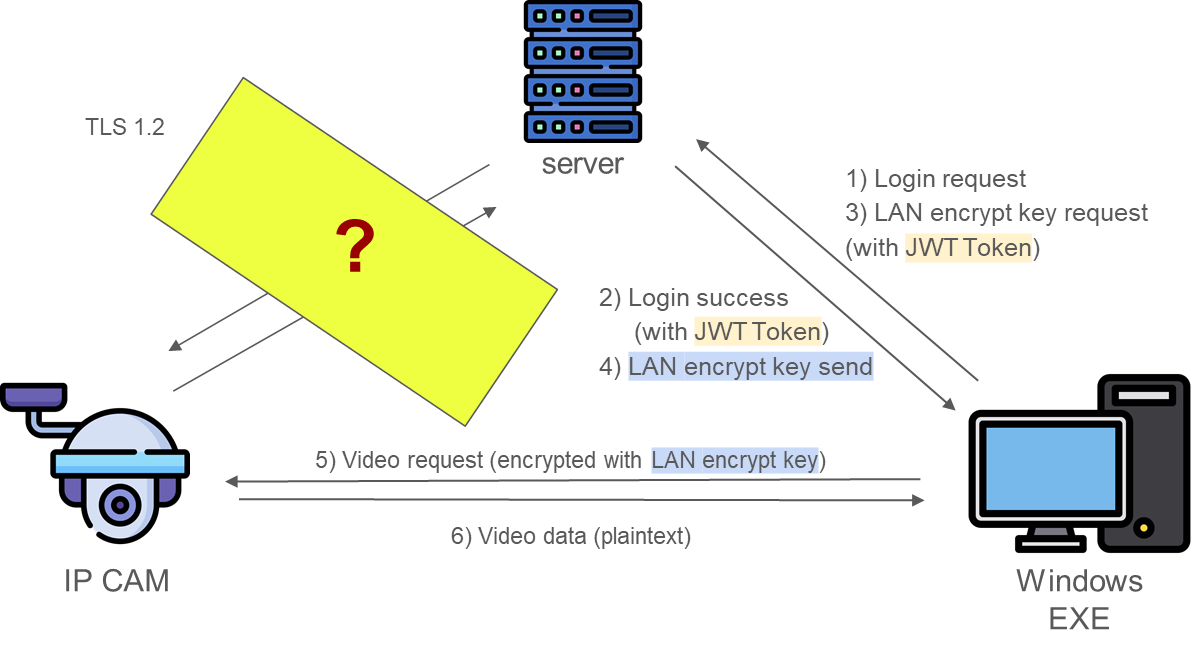 TLS 1.2
?
server
1) Login request
3) LAN encrypt key request
(with JWT Token)
2) Login success
(with JWT Token)
4) LAN encrypt key send
5) Video request (encrypted with LAN encrypt key)
6) Video data (plaintext)
IP CAM
Windows
EXE